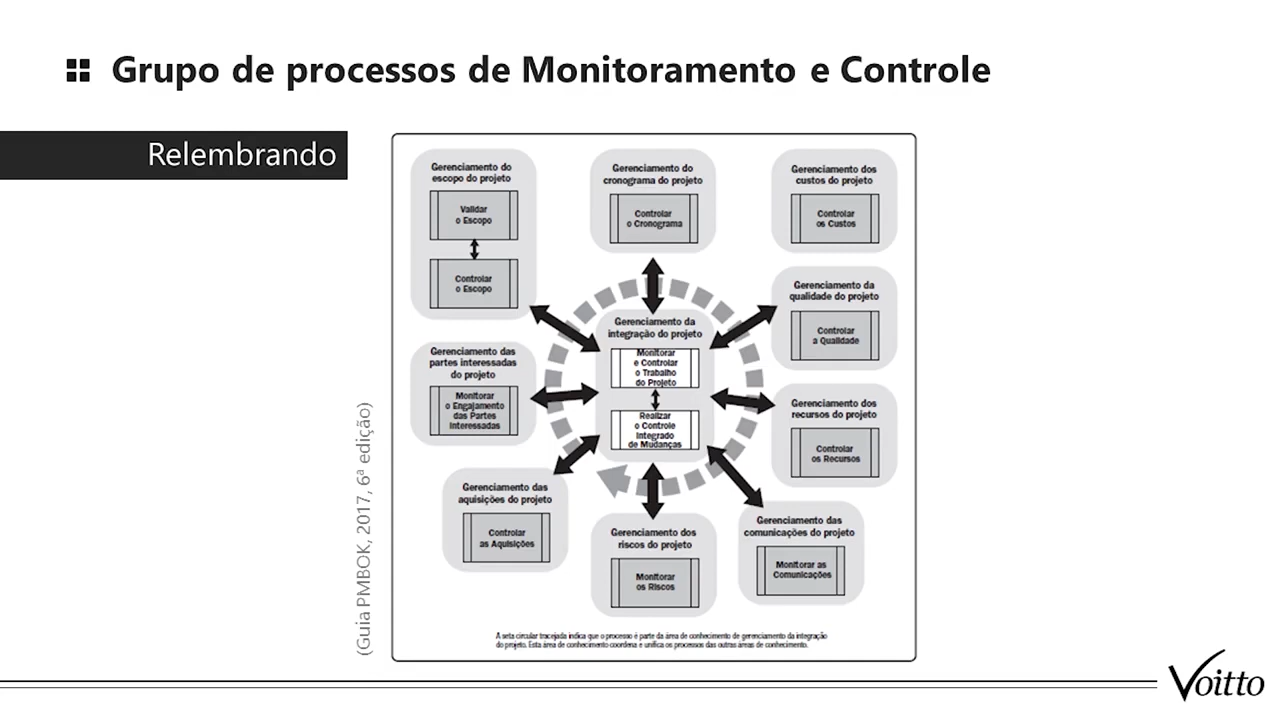 Grupo de processos de Monitoramento e Controle
Relembrando
(Guia PMBOK, 2017, 6ª edição)
Gerenciamento do
escopo do projeto
Validar
o Escopo
Controlar
o Escopo
Gerenciamento do
cronograma do projeto
Controlar
o Cronograma
Gerenciamento dos
custos do projeto
Controlar
os Custos
Gerenciamento da
qualidade do projeto
Controlar
a Qualidade
Gerenciamento da
integração do projeto
Monitorar
e Controlar
o Trabalho
do Projeto
Realizar
o Controle
Integrado
de Mudanças
Gerenciamento das
partes interessadas
do projeto
Monitorar
o Engajamento
das Partes
Interessadas
Gerenciamento dos
recursos do projeto
Controlar
os Recursos
Gerenciamento das
aquisições do projeto
Controlar
as Aquisições
Gerenciamento dos
riscos do projeto
Monitorar
os Riscos
Gerenciamento das
comunicações do projeto
Monitorar as
Comunicações
A seta circular tracejada indica que o processo é parte da área de conhecimento de gerenciamento da integração
do projeto. Esta área de conhecimento coordena e unifica os processos das outras áreas de conhecimento.
Voitto